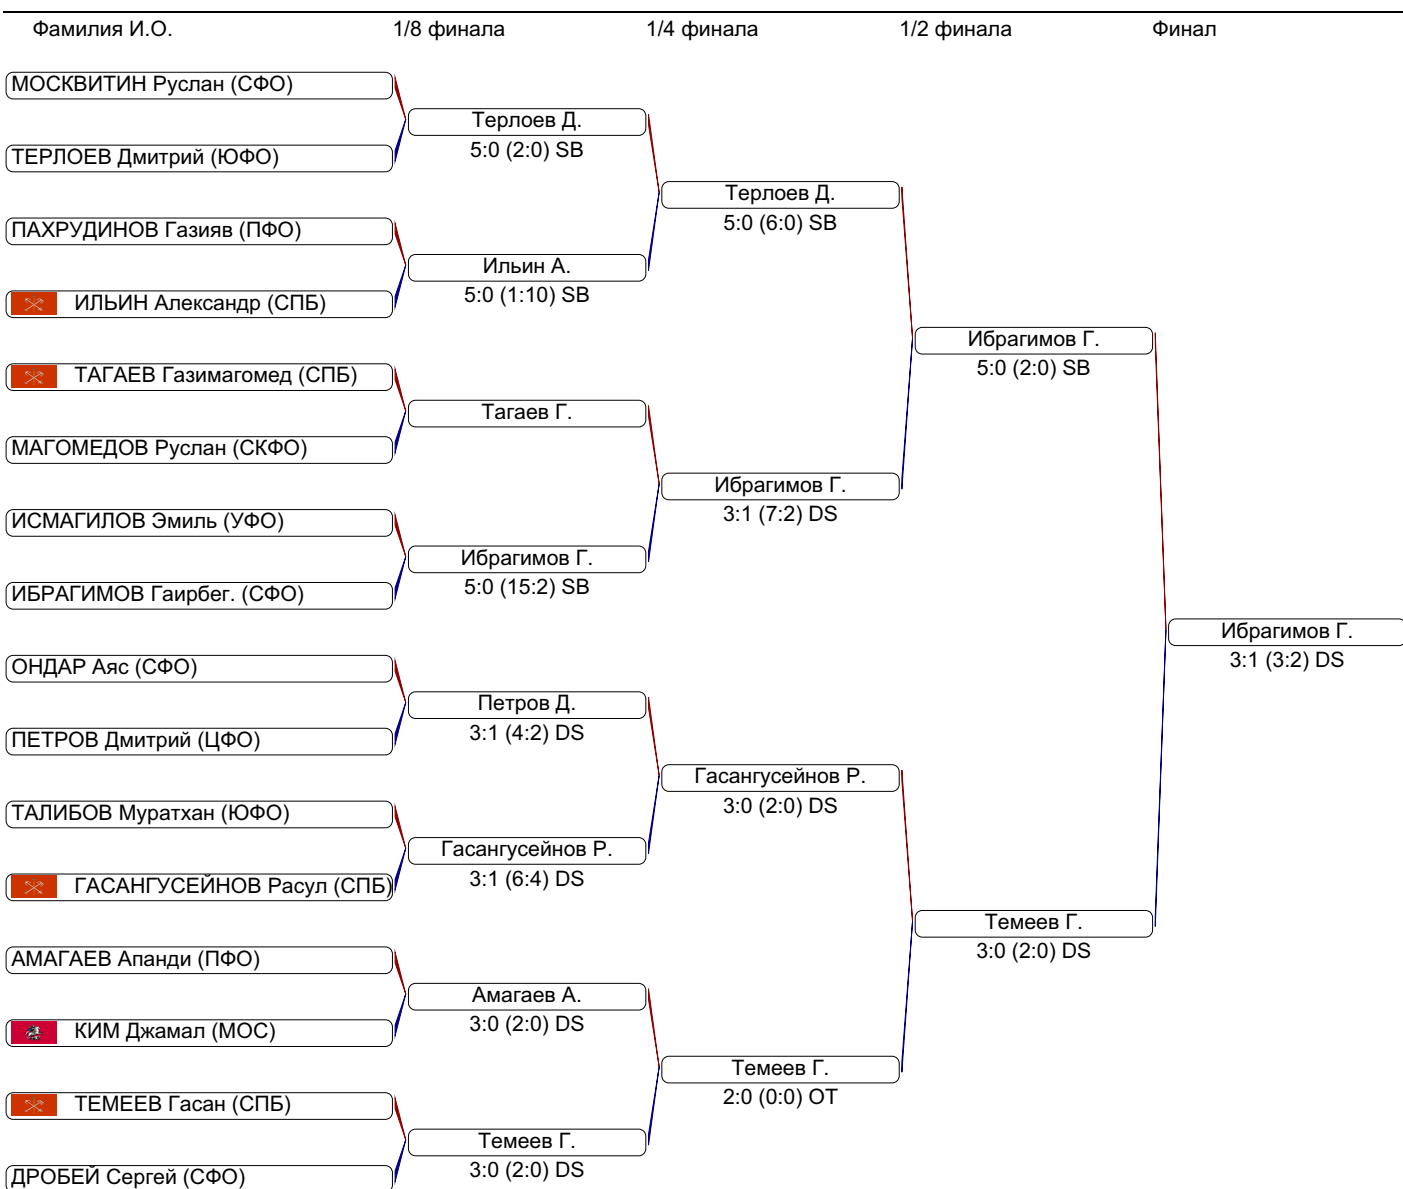 Фамилия И.О. 1/8 финала 1/4 финала 1/2 финала Финал
МОСКВИТИН Руслан (СФО)
Терлоев Д.
5:0 (2:0) SB
ТЕРЛОЕВ Дмитрий (ЮФО)
Терлоев Д.
5:0 (6:0) SB
ПАХРУДИНОВ Газияв (ПФО)
Ильин А.
5:0 (1:10) SB
ИЛЬИН Александр (СПБ)
Ибрагимов Г.
5:0 (2:0) SB
ТАГАЕВ Газимагомед (СПБ)
Тагаев Г.
МАГОМЕДОВ Руслан (СКФО)
Ибрагимов Г.
3:1 (7:2) DS
ИСМАГИЛОВ Эмиль (УФО)
Ибрагимов Г.
5:0 (15:2) SB
ИБРАГИМОВ Гаирбег. (СФО)
Ибрагимов Г.
3:1 (3:2) DS
ОНДАР Аяс (СФО)
Петров Д.
3:1 (4:2) DS
ПЕТРОВ Дмитрий (ЦФО)
Гасангусейнов Р.
3:0 (2:0) DS
ТАЛИБОВ Муратхан (ЮФО)
Гасангусейнов Р.
3:1 (6:4) DS
ГАСАНГУСЕЙНОВ Расул (СПБ)
Темеев Г.
3:0 (2:0) DS
АМАГАЕВ Апанди (ПФО)
Амагаев А.
3:0 (2:0) DS
КИМ Джамал (МОС)
Темеев Г.
2:0 (0:0) OT
ТЕМЕЕВ Гасан (СПБ)
Темеев Г.
3:0 (2:0) DS
ДРОБЕЙ Сергей (СФО)